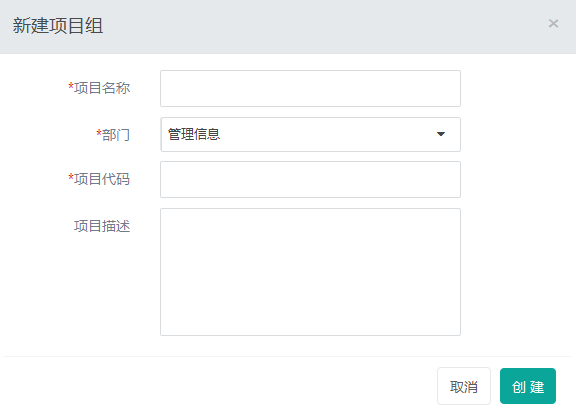 新建项目组 ×
*项目名称
*部门 管理信息
*项目代码
项目描述
取消 创 建